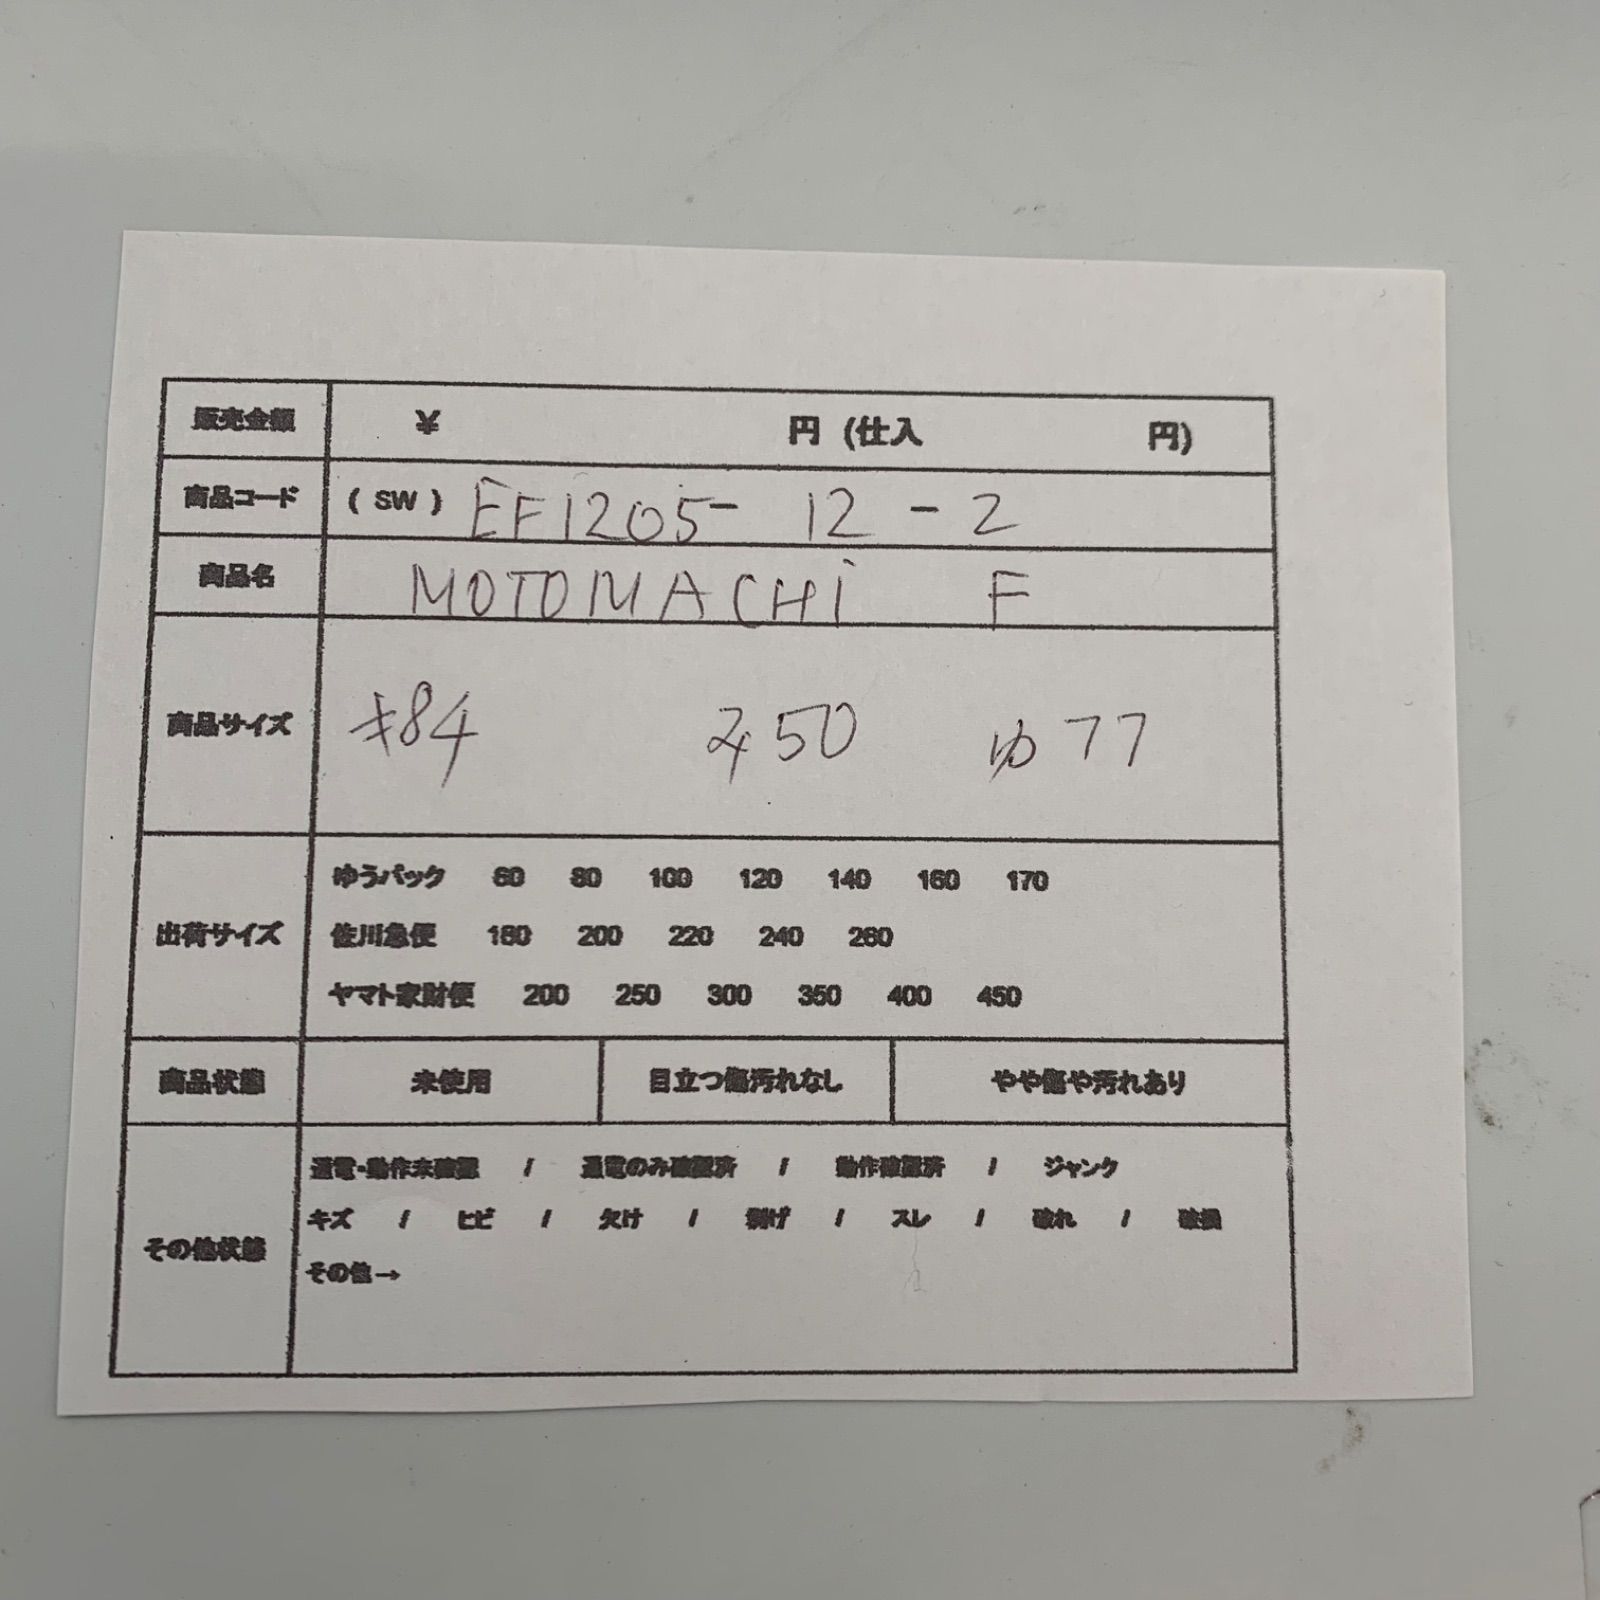 販売金額 ¥ 円 (仕入 円)
商品コード ( SW ) EF1205- 12 - 2
商品名 MOTOMACHi F
商品サイズ キ84 そ50 ゆ77
ゆうパック 60 80 100 120 140 160 170
出荷サイズ 佐川急便 180 200 220 240 260
ヤマト家財便 200 250 300 350 400 450
商品状態 未使用 目立つ傷汚れなし やや傷や汚れあり
通電・動作未確認 / 通電のみ確認済 / 動作確認済 / ジャンク
キズ / ヒビ / 欠け / 剝げ / スレ / 破れ / 破損
その他状態
その他→